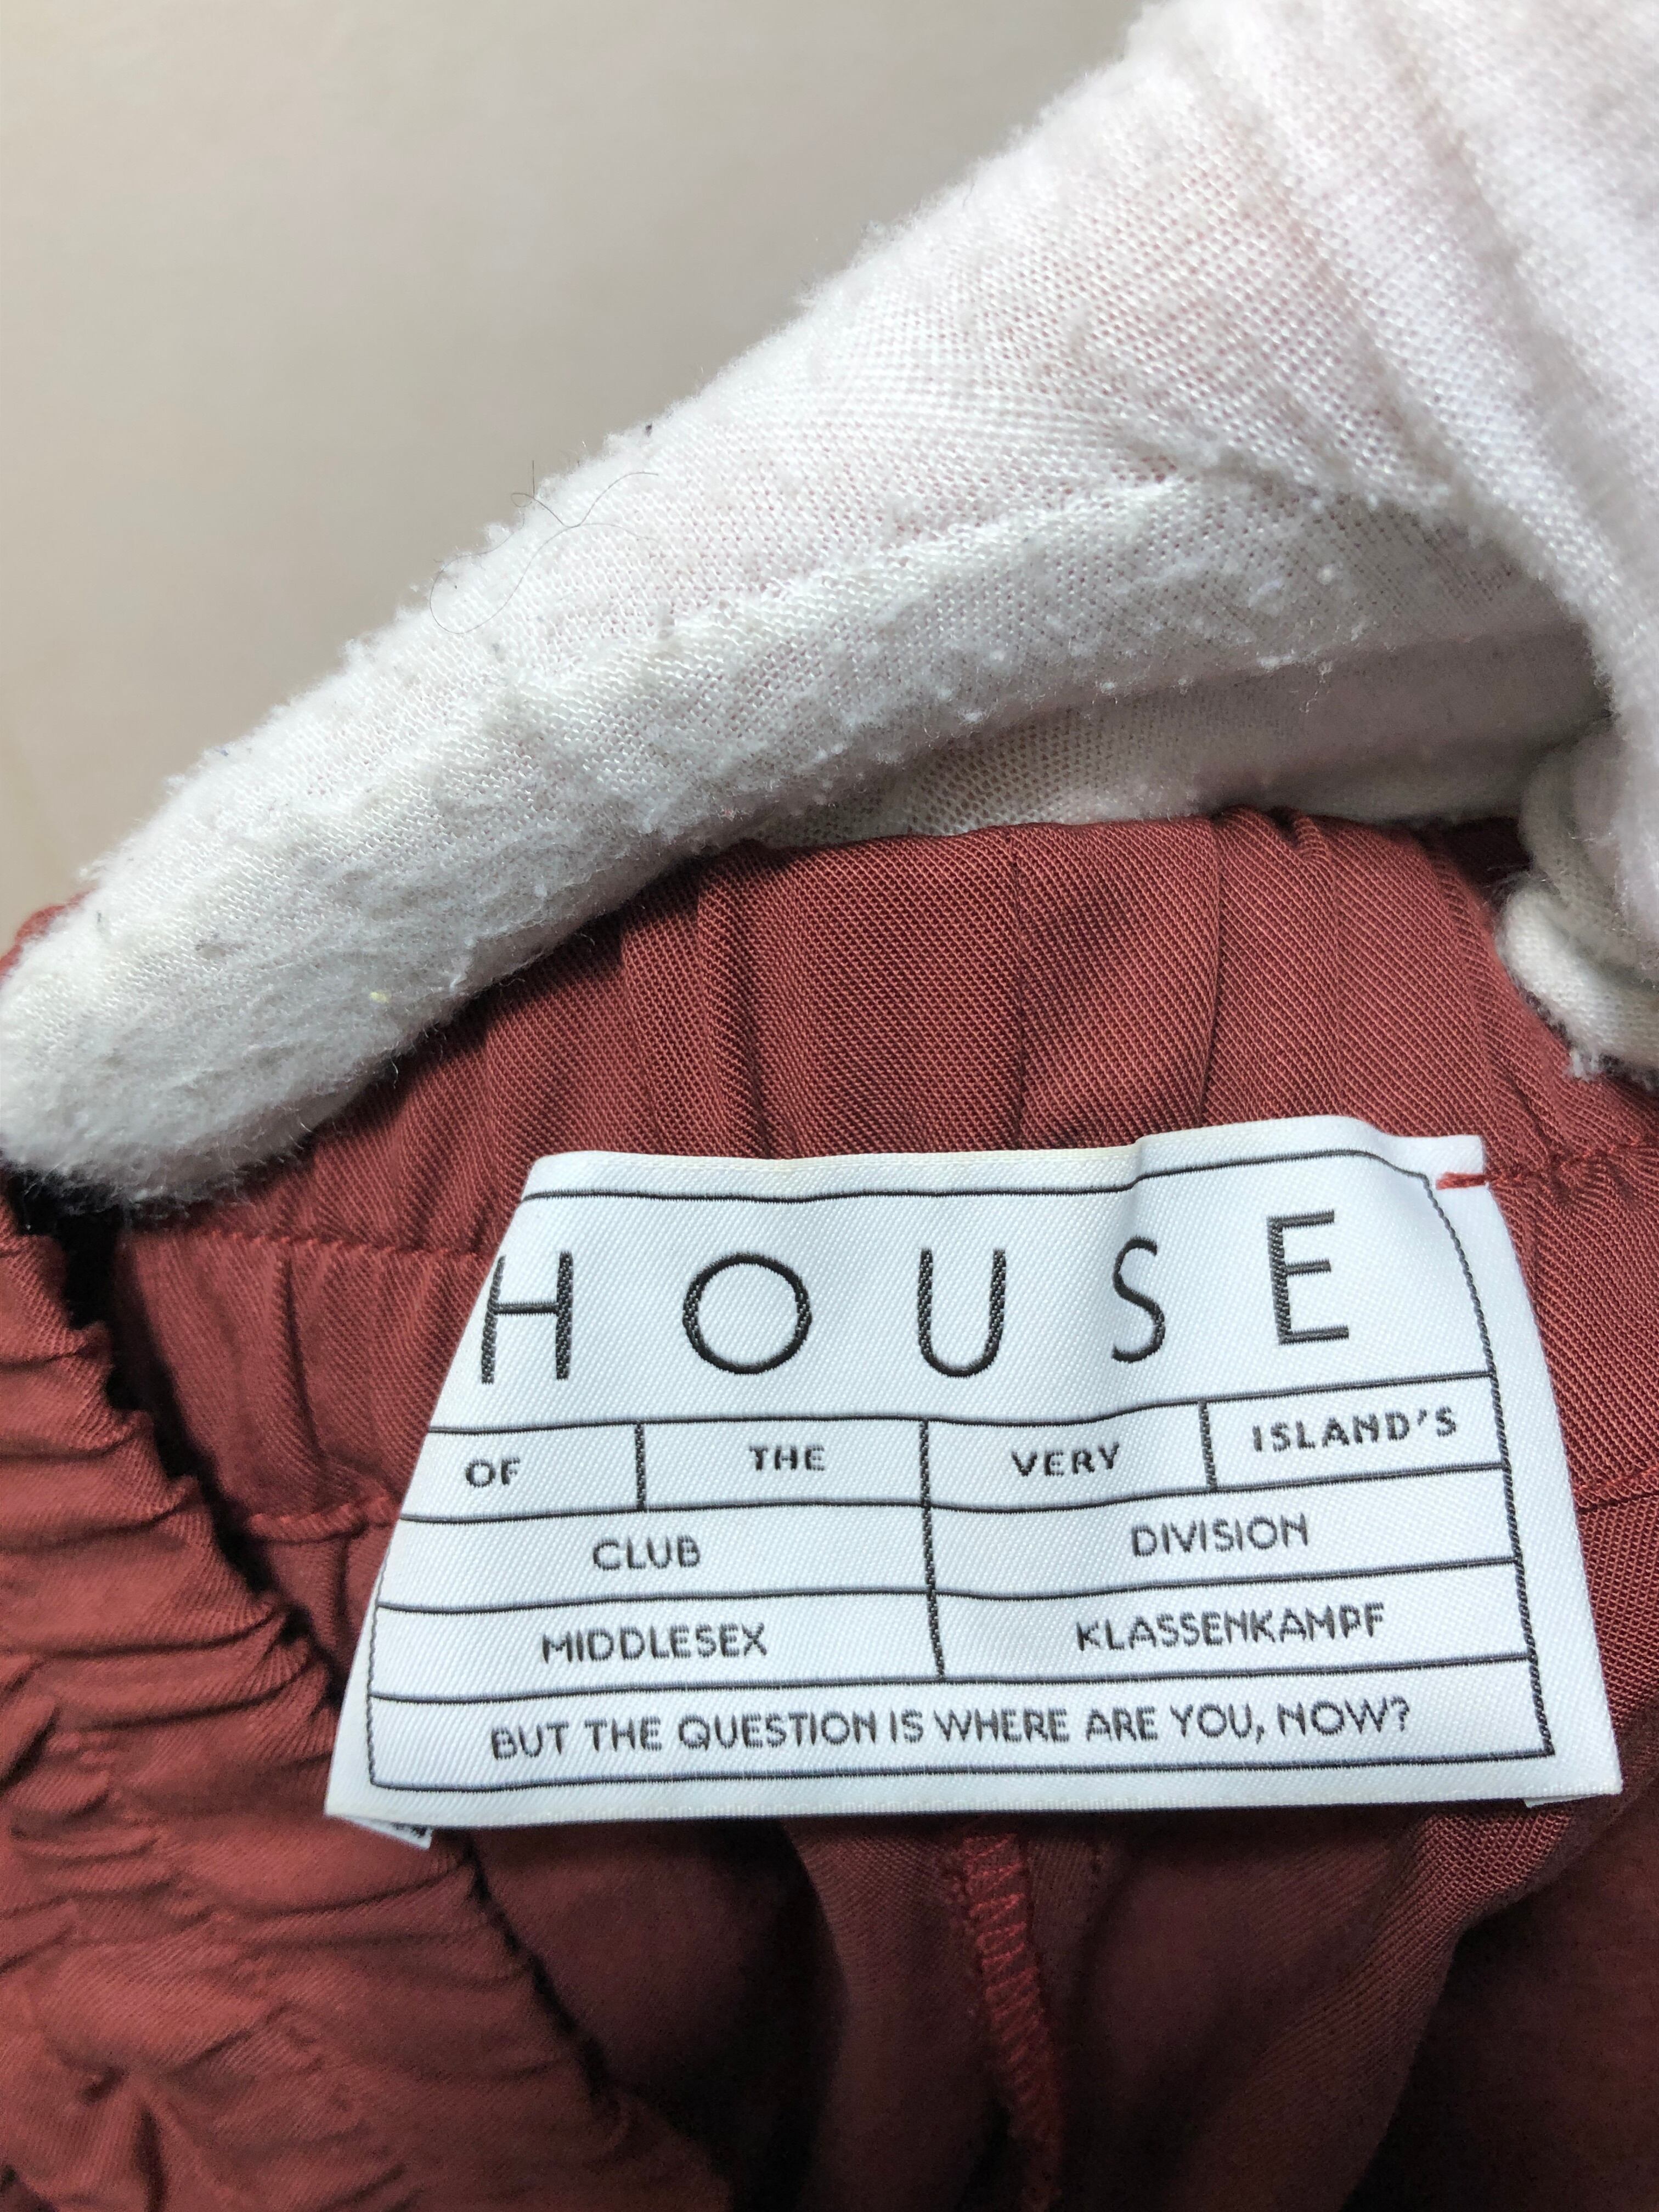 HOUSE
OF THE VERY ISLAND'S
CLUB DIVISION
MIDDLESEX KLASSENKAMPF
BUT THE QUESTION IS WHERE ARE YOU, NOW?